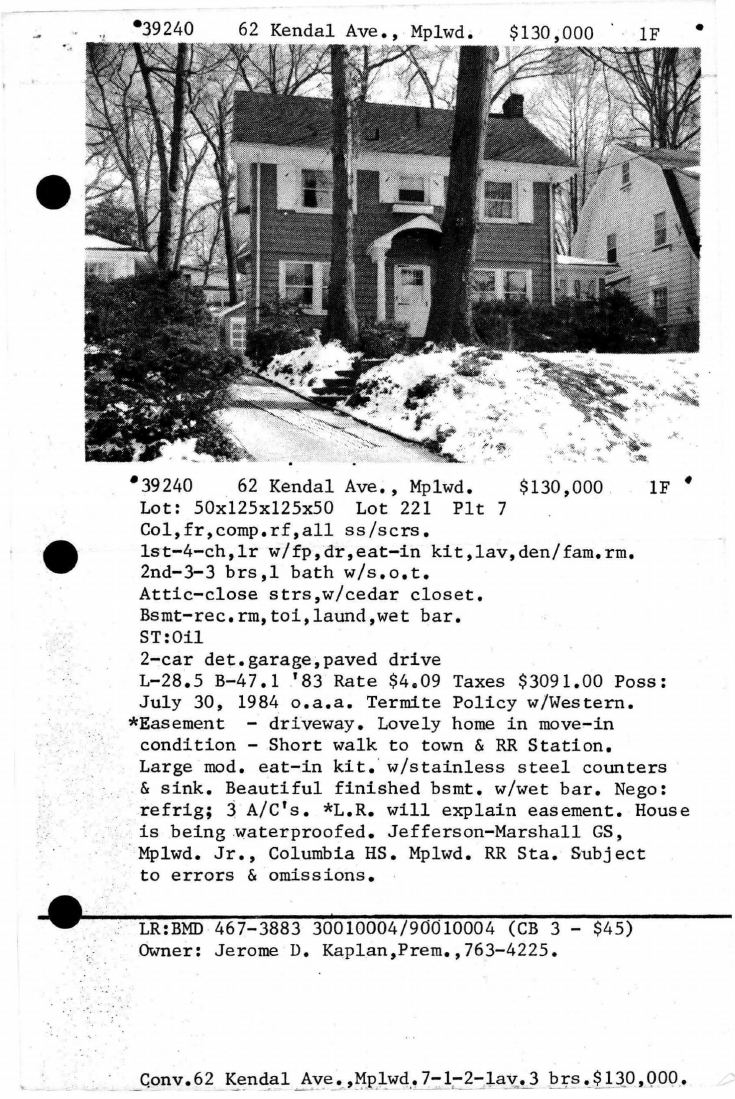 39240 62 Kendal Ave., Mplwd. $130,000 1F
39240 62 Kendal Ave., Mplwd. $130,000 1F
Lot: 50x125x125x50 Lot 221 Plt 7
Col,fr,comp.rf,all ss/scrs.
1st-4-ch,lr w/fp,dr,eat-in kit,lav,den/fam.rm.
2nd-3-3 brs,1 bath w/s.o.t.
Attic-close strs,w/cedar closet.
Bsmt-rec.rm,toi,laund,wet bar.
ST:Oil
2-car det.garage,paved drive
L-28.5 B-47.1 '83 Rate $4.09 Taxes $3091.00 Poss:
July 30, 1984 o.a.a. Termite Policy w/Western.
*Easement - driveway. Lovely home in move-in
condition - Short walk to town & RR Station.
Large mod. eat-in kit. w/stainless steel counters
& sink. Beautiful finished bsmt. w/wet bar. Nego:
refrig; 3 A/C's. *L.R. will explain easement. House
is being waterproofed. Jefferson-Marshall GS,
Mplwd. Jr., Columbia HS. Mplwd. RR Sta. Subject
to errors & omissions.
LR:BMD 467-3883 30010004/90010004 (CB 3 - $45)
Owner: Jerome D. Kaplan,Prem.,763-4225.
Conv.62 Kendal Ave.,Mplwd.7-1-2-lav.3 brs.$130,000.